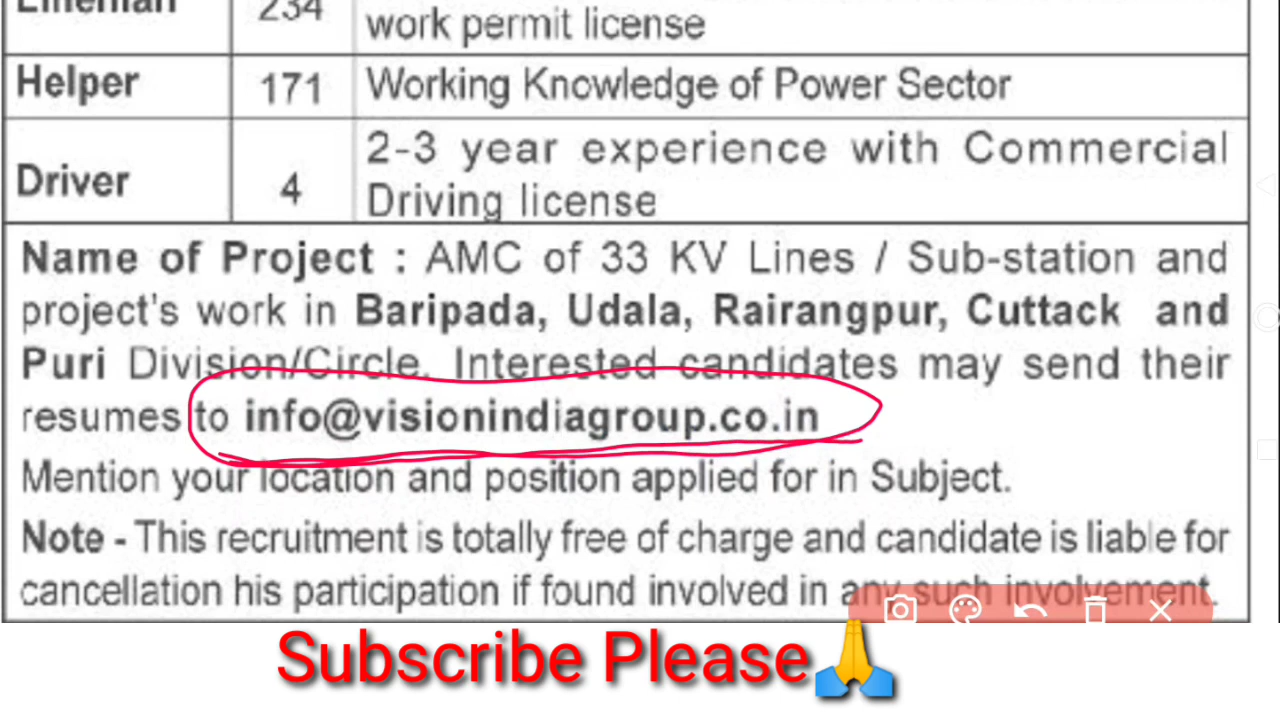 Lineman 234
work permit license
Helper 171 Working Knowledge of Power Sector
Driver 4 2-3 year experience with Commercial
Driving license
Name of Project : AMC of 33 KV Lines / Sub-station and
project's work in Baripada, Udala, Rairangpur, Cuttack and
Puri Division/Circle. Interested candidates may send their
resumes to info@visionindiagroup.co.in
Mention your location and position applied for in Subject.
Note - This recruitment is totally free of charge and candidate is liable for
cancellation his participation if found involved in any such involvement.
Subscribe Please🙏